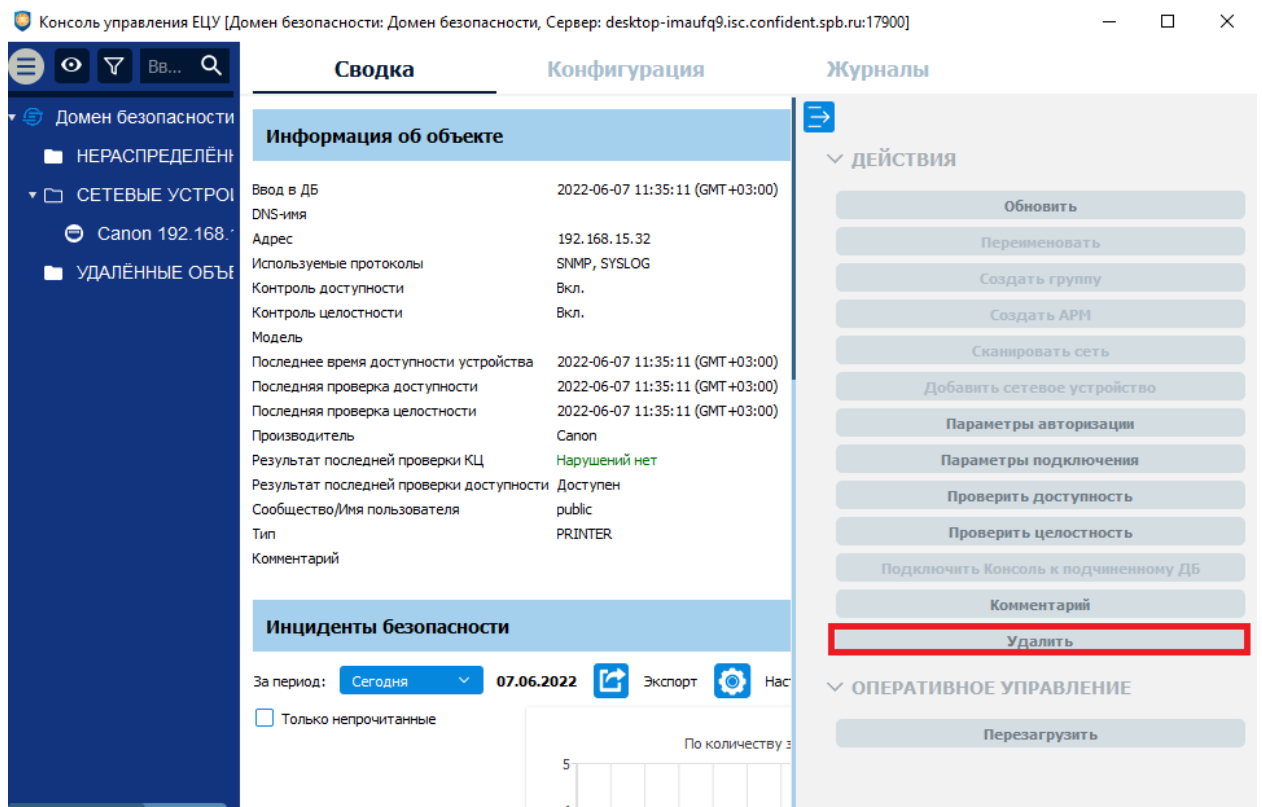 Консоль управления ЕЦУ [Домен безопасности: Домен безопасности, Сервер: desktop-imaufq9.isc.confident.spb.ru:17900]
Вв...
Сводка Конфигурация Журналы
Домен безопасности
НЕРАСПРЕДЕЛЁНН
СЕТЕВЫЕ УСТРОЙ
Canon 192.168.1
УДАЛЁННЫЕ ОБЪЕ
Информация об объекте
Ввод в ДБ 2022-06-07 11:35:11 (GMT+03:00)
DNS-имя
Адрес 192.168.15.32
Используемые протоколы SNMP, SYSLOG
Контроль доступности Вкл.
Контроль целостности Вкл.
Модель
Последнее время доступности устройства 2022-06-07 11:35:11 (GMT+03:00)
Последняя проверка доступности 2022-06-07 11:35:11 (GMT+03:00)
Последняя проверка целостности 2022-06-07 11:35:11 (GMT+03:00)
Производитель Canon
Результат последней проверки КЦ Нарушений нет
Результат последней проверки доступности Доступен
Сообщество/Имя пользователя public
Тип PRINTER
Комментарий
Инциденты безопасности
За период: Сегодня 07.06.2022 Экспорт Нас
Только непрочитанные
По количеству з
5
ДЕЙСТВИЯ
Обновить
Переименовать
Создать группу
Создать АРМ
Сканировать сеть
Добавить сетевое устройство
Параметры авторизации
Параметры подключения
Проверить доступность
Проверить целостность
Подключить Консоль к подчиненному ДБ
Комментарий
Удалить
ОПЕРАТИВНОЕ УПРАВЛЕНИЕ
Перезагрузить